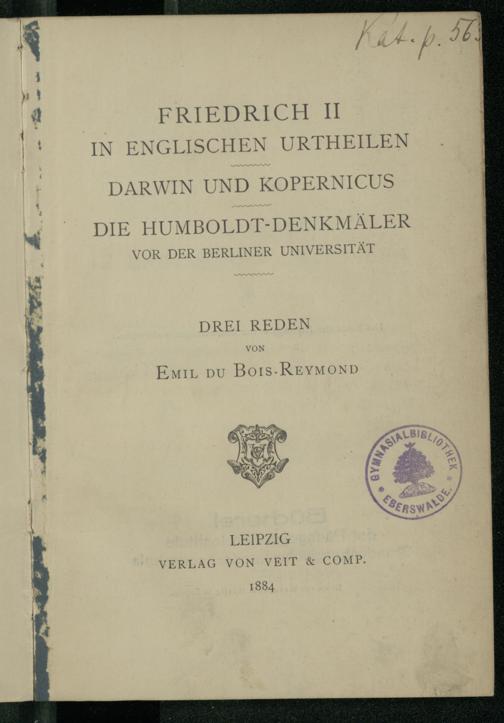 Kat. p. 563
FRIEDRICH II
IN ENGLISCHEN URTHEILEN
DARWIN UND KOPERNICUS
DIE HUMBOLDT-DENKMÄLER
VOR DER BERLINER UNIVERSITÄT
DREI REDEN
VON
EMIL DU BOIS-REYMOND
GYMNASIALBIBLIOTHEK
* EBERSWALDE. *
LEIPZIG
VERLAG VON VEIT & COMP.
1884